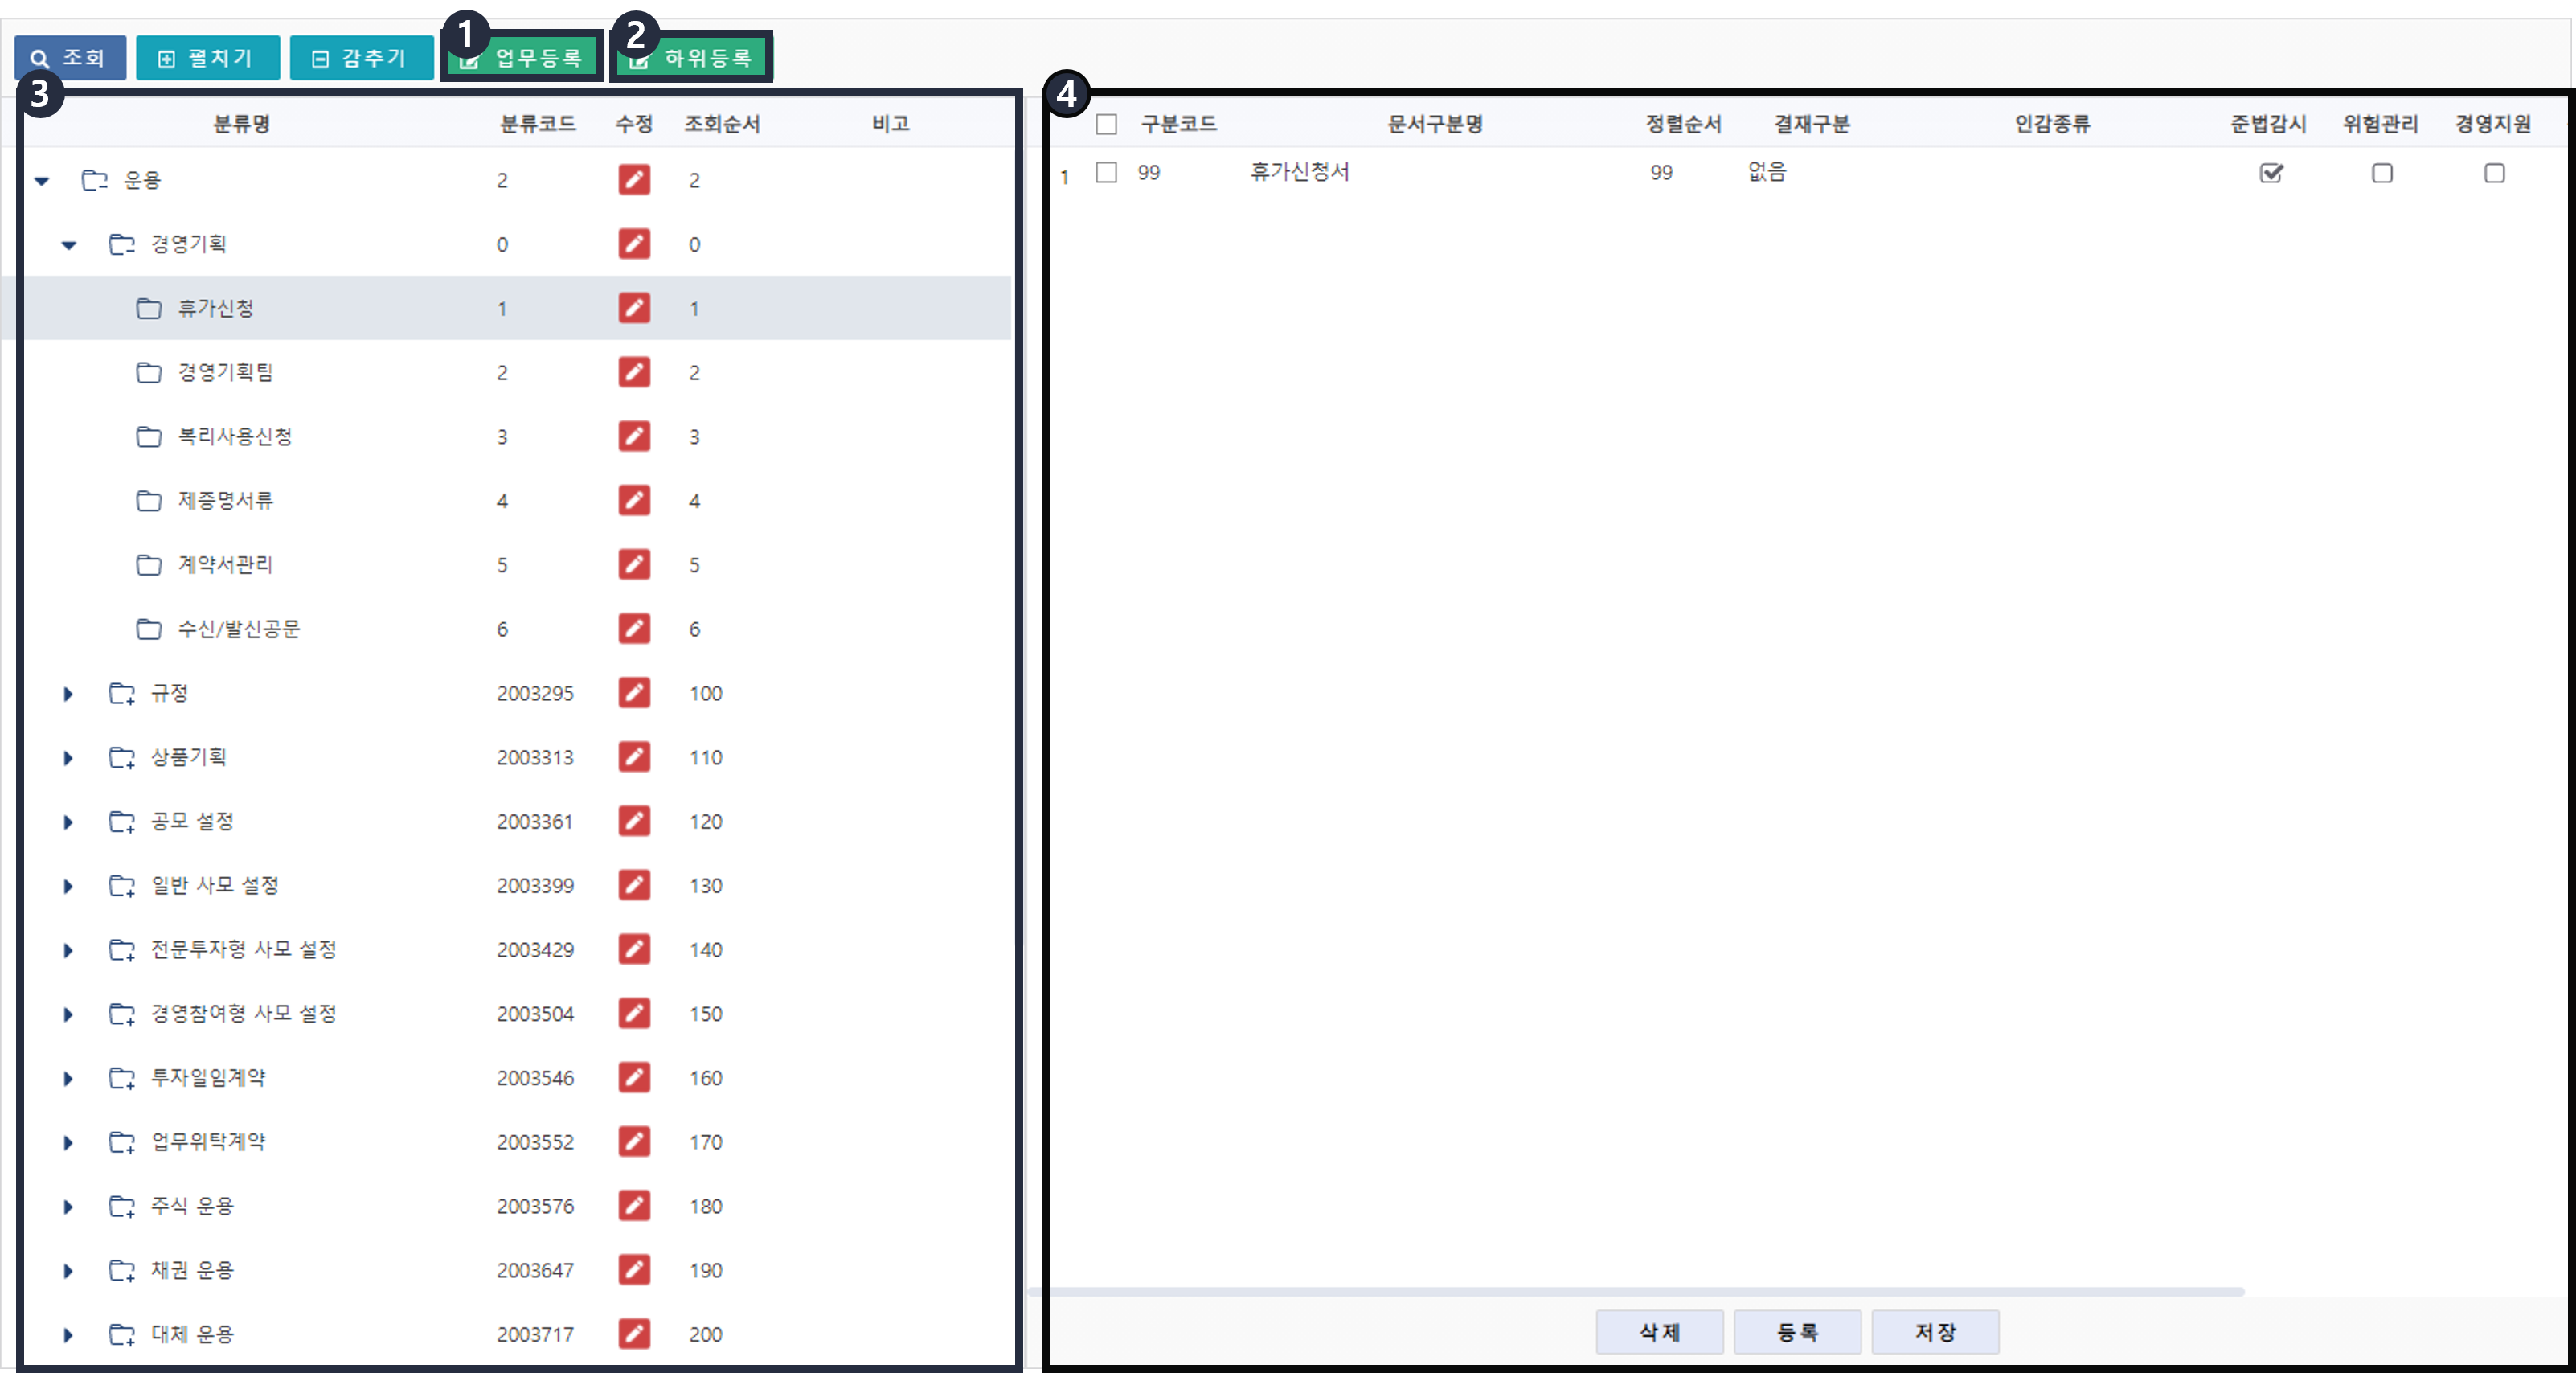 조회 펼치기 감추기 1 업무등록 2 하위등록
3
분류명 분류코드 수정 조회순서 비고
운용 2 2
경영기획 0 0
휴가신청 1 1
경영기획팀 2 2
복리사용신청 3 3
제증명서류 4 4
계약서관리 5 5
수신/발신공문 6 6
규정 2003295 100
상품기획 2003313 110
공모 설정 2003361 120
일반 사모 설정 2003399 130
전문투자형 사모 설정 2003429 140
경영참여형 사모 설정 2003504 150
투자일임계약 2003546 160
업무위탁계약 2003552 170
주식 운용 2003576 180
채권 운용 2003647 190
대체 운용 2003717 200
4
구분코드 문서구분명 정렬순서 결재구분 인감종류 준법감시 위험관리 경영지원
1 99 휴가신청서 99 없음
삭제 등록 저장